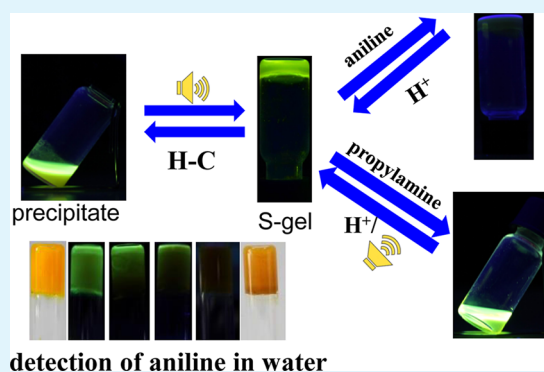 precipitate
H-C
S-gel
aniline
H+
propylamine
H+/
detection of aniline in water